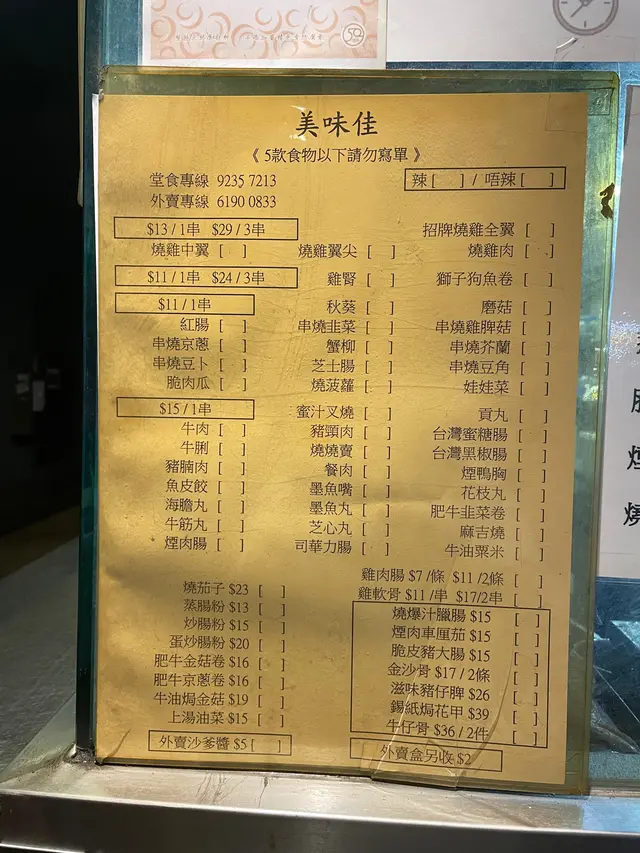 美味佳
《 5款食物以下請勿寫單 》
堂食專線 9235 7213
辣 [ ] / 唔辣 [ ]
外賣專線 6190 0833
$13 / 1串 $29 / 3串 招牌燒雞全翼 [ ]
燒雞中翼 [ ] 燒雞翼尖 [ ] 燒雞肉 [ ]
$11 / 1串 $24 / 3串 雞腎 [ ] 獅子狗魚卷 [ ]
$11 / 1串 秋葵 [ ] 磨菇 [ ]
紅腸 [ ] 串燒韭菜 [ ] 串燒雞脾菇 [ ]
串燒京蔥 [ ] 蟹柳 [ ] 串燒芥蘭 [ ]
串燒豆卜 [ ] 芝士腸 [ ] 串燒豆角 [ ]
脆肉瓜 [ ] 燒菠蘿 [ ] 娃娃菜 [ ]
$15 / 1串 蜜汁叉燒 [ ] 貢丸 [ ]
牛肉 [ ] 豬頸肉 [ ] 台灣蜜糖腸 [ ]
牛脷 [ ] 燒燒賣 [ ] 台灣黑椒腸 [ ]
豬腩肉 [ ] 餐肉 [ ] 煙鴨胸 [ ]
魚皮餃 [ ] 墨魚嘴 [ ] 花枝丸 [ ]
海膽丸 [ ] 墨魚丸 [ ] 肥牛韭菜卷 [ ]
牛筋丸 [ ] 芝心丸 [ ] 麻吉燒 [ ]
煙肉腸 [ ] 司華力腸 [ ] 牛油粟米 [ ]
雞肉腸 $7 /條 $11 /2條 [ ]
燒茄子 $23 [ ] 雞軟骨 $11 /串 $17/2串 [ ]
蒸腸粉 $13 [ ] 燒爆汁臘腸 $15 [ ]
炒腸粉 $15 [ ] 煙肉車厘茄 $15 [ ]
蛋炒腸粉 $20 [ ] 脆皮豬大腸 $15 [ ]
肥牛金菇卷 $16 [ ] 金沙骨 $17 / 2條 [ ]
肥牛京蔥卷 $16 [ ] 滋味豬仔脾 $26 [ ]
牛油焗金菇 $19 [ ] 錫紙焗花甲 $39 [ ]
上湯油菜 $15 [ ] 牛仔骨 $36 / 2件 [ ]
外賣沙爹醬 $5 [ ] 外賣盒另收 $2